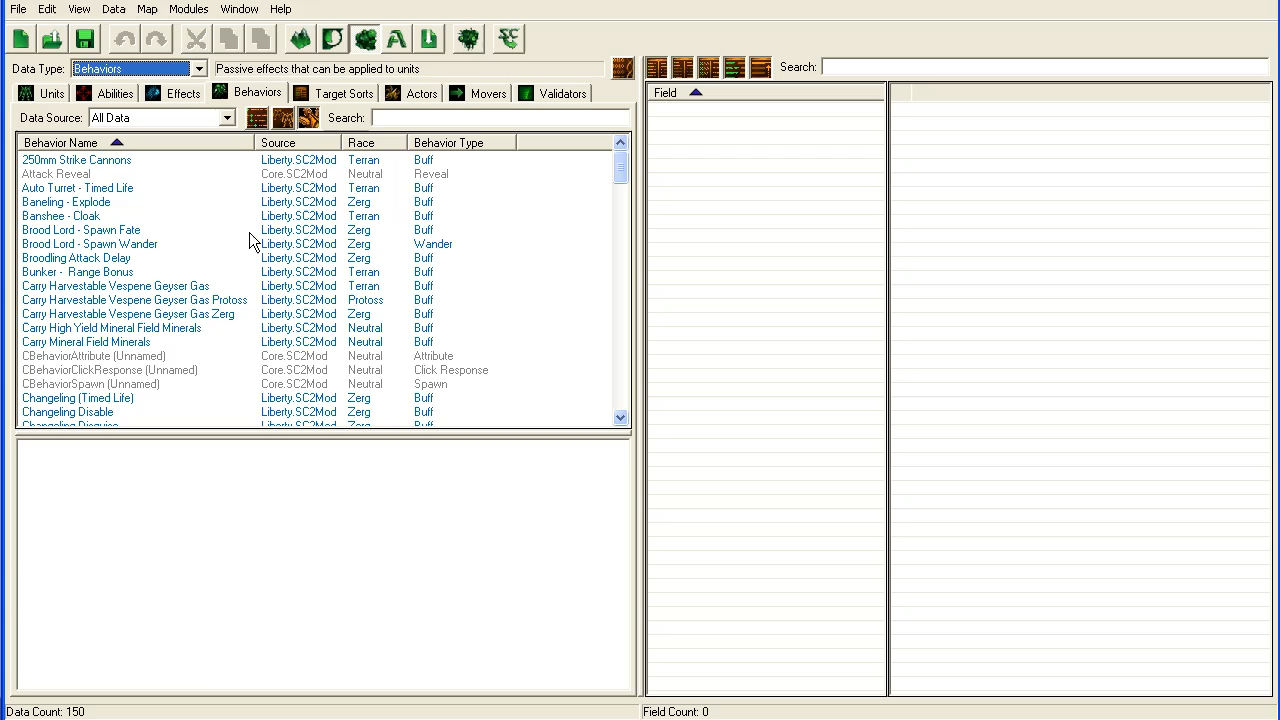 File Edit View Data Map Modules Window Help
Data Type: Behaviors Passive effects that can be applied to units
Search:
Units Abilities Effects Behaviors Target Sorts Actors Movers Validators
Data Source: All Data Search:
Field
Behavior Name Source Race Behavior Type
250mm Strike Cannons Liberty.SC2Mod Terran Buff
Attack Reveal Core.SC2Mod Neutral Reveal
Auto Turret - Timed Life Liberty.SC2Mod Terran Buff
Baneling - Explode Liberty.SC2Mod Zerg Buff
Banshee - Cloak Liberty.SC2Mod Terran Buff
Brood Lord - Spawn Fate Liberty.SC2Mod Zerg Buff
Brood Lord - Spawn Wander Liberty.SC2Mod Zerg Wander
Broodling Attack Delay Liberty.SC2Mod Zerg Buff
Bunker - Range Bonus Liberty.SC2Mod Terran Buff
Carry Harvestable Vespene Geyser Gas Liberty.SC2Mod Terran Buff
Carry Harvestable Vespene Geyser Gas Protoss Liberty.SC2Mod Protoss Buff
Carry Harvestable Vespene Geyser Gas Zerg Liberty.SC2Mod Zerg Buff
Carry High Yield Mineral Field Minerals Liberty.SC2Mod Neutral Buff
Carry Mineral Field Minerals Liberty.SC2Mod Neutral Buff
CBehaviorAttribute (Unnamed) Core.SC2Mod Neutral Attribute
CBehaviorClickResponse (Unnamed) Core.SC2Mod Neutral Click Response
CBehaviorSpawn (Unnamed) Core.SC2Mod Neutral Spawn
Changeling (Timed Life) Liberty.SC2Mod Zerg Buff
Changeling Disable Liberty.SC2Mod Zerg Buff
Changeling Disguise Liberty.SC2Mod Zerg Buff
Data Count: 150
Field Count: 0